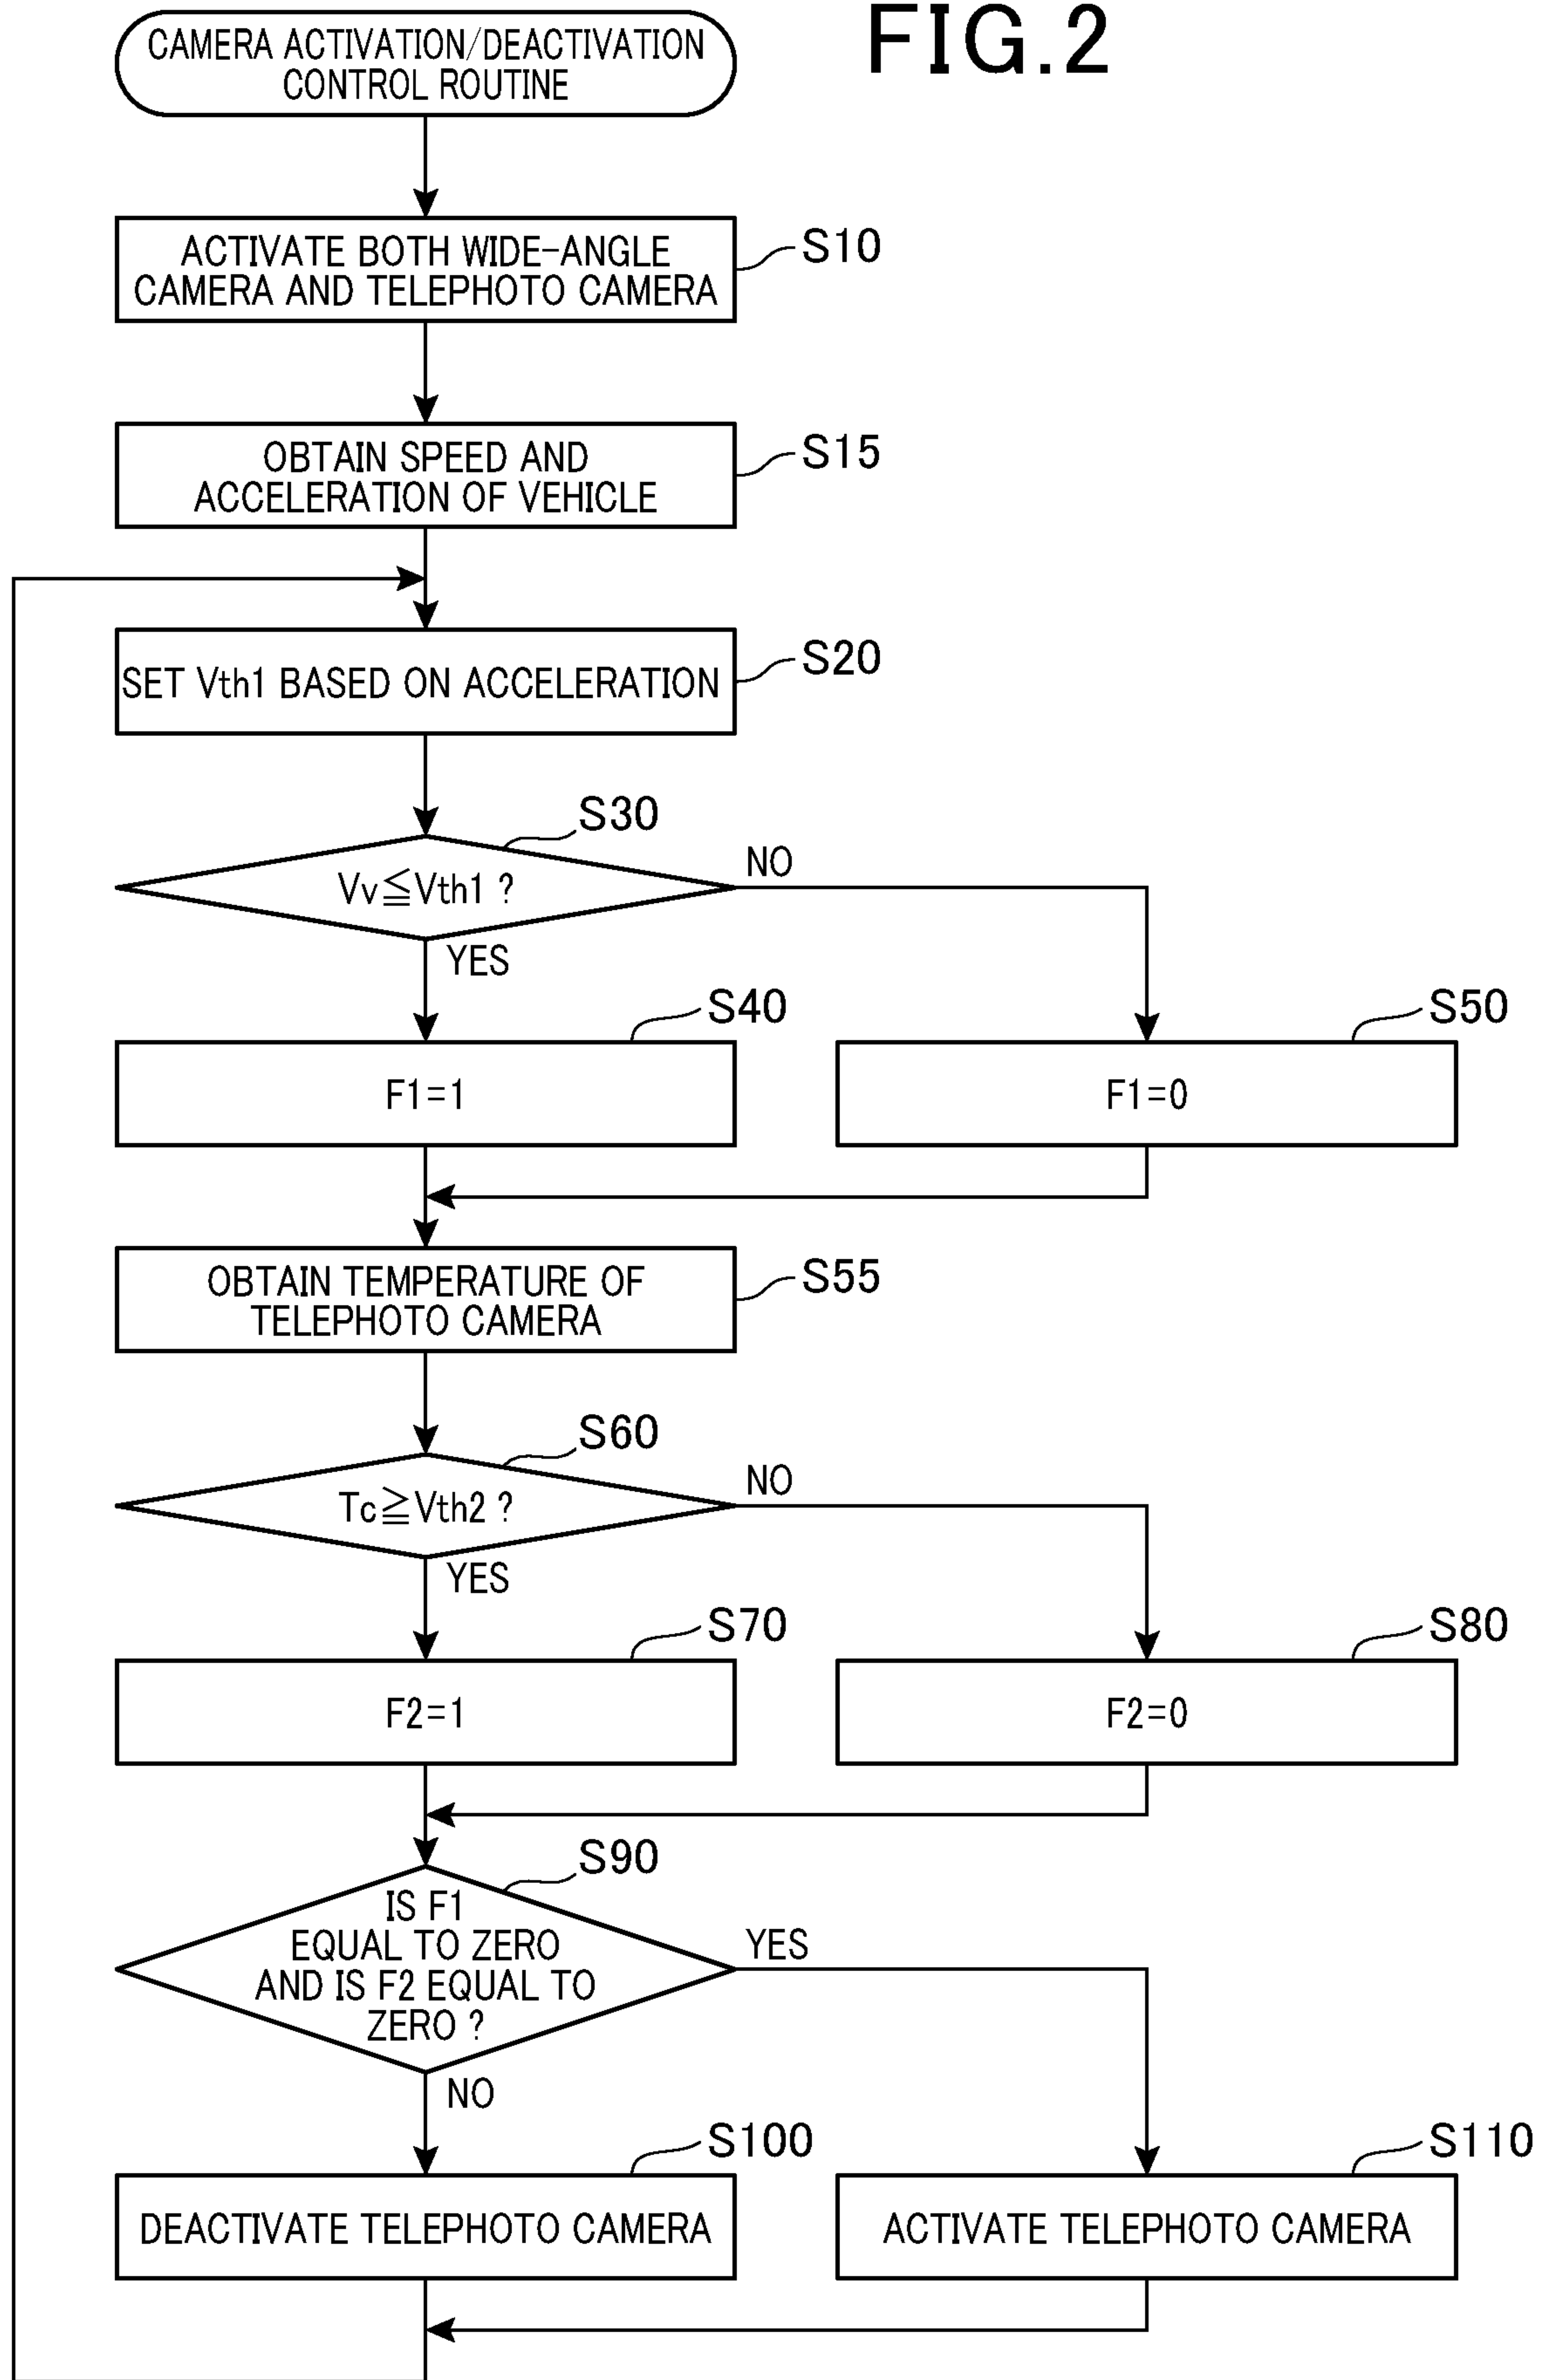 FIG.2
CAMERA ACTIVATION/DEACTIVATION
CONTROL ROUTINE
ACTIVATE BOTH WIDE-ANGLE
CAMERA AND TELEPHOTO CAMERA
S10
OBTAIN SPEED AND
ACCELERATION OF VEHICLE
S15
SET Vth1 BASED ON ACCELERATION
S20
S30
Vv≦Vth1 ?
NO
YES
S40
F1=1
S50
F1=0
OBTAIN TEMPERATURE OF
TELEPHOTO CAMERA
S55
S60
Tc≧Vth2 ?
NO
YES
S70
F2=1
S80
F2=0
S90
IS F1
EQUAL TO ZERO
AND IS F2 EQUAL TO
ZERO ?
YES
NO
S100
DEACTIVATE TELEPHOTO CAMERA
S110
ACTIVATE TELEPHOTO CAMERA